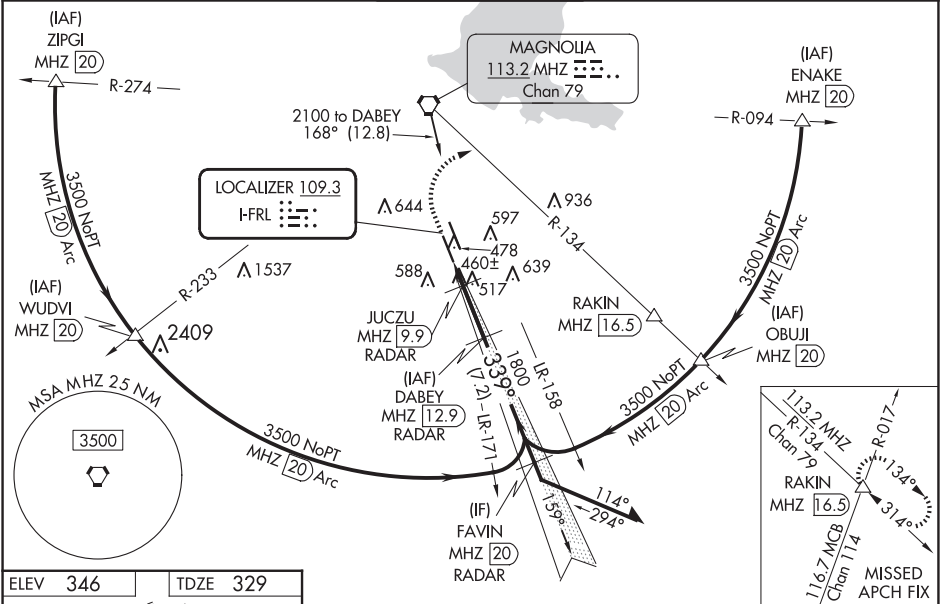 (IAF)
ZIPGI
MHZ 20
R-274
MAGNOLIA
113.2 MHZ
Chan 79
(IAF)
ENAKE
MHZ 20
R-094
2100 to DABEY
168° (12.8)
LOCALIZER 109.3
I-FRL
3500 NoPT
MHZ 20 Arc
644
597
936
478
R-134
3500 NoPT
MHZ 20 Arc
R-233
1537
588
460±
639
517
(IAF)
WUDVI
MHZ 20
2409
JUCZU
MHZ 9.9
RADAR
RAKIN
MHZ 16.5
(IAF)
OBUJI
MHZ 20
(IAF)
DABEY
MHZ 12.9
RADAR
339°
1800
(7.2)
LR-158
LR-171
3500 NoPT
MHZ 20 Arc
MSA MHZ 25 NM
3500
3500 NoPT
MHZ 20 Arc
(IF)
FAVIN
MHZ 20
RADAR
159°
114°
294°
113.2 MHZ
R-134
Chan 79
R-017
RAKIN
MHZ 16.5
134°
314°
116.7 MCB
Chan 114
MISSED
APCH FIX
ELEV 346
TDZE 329